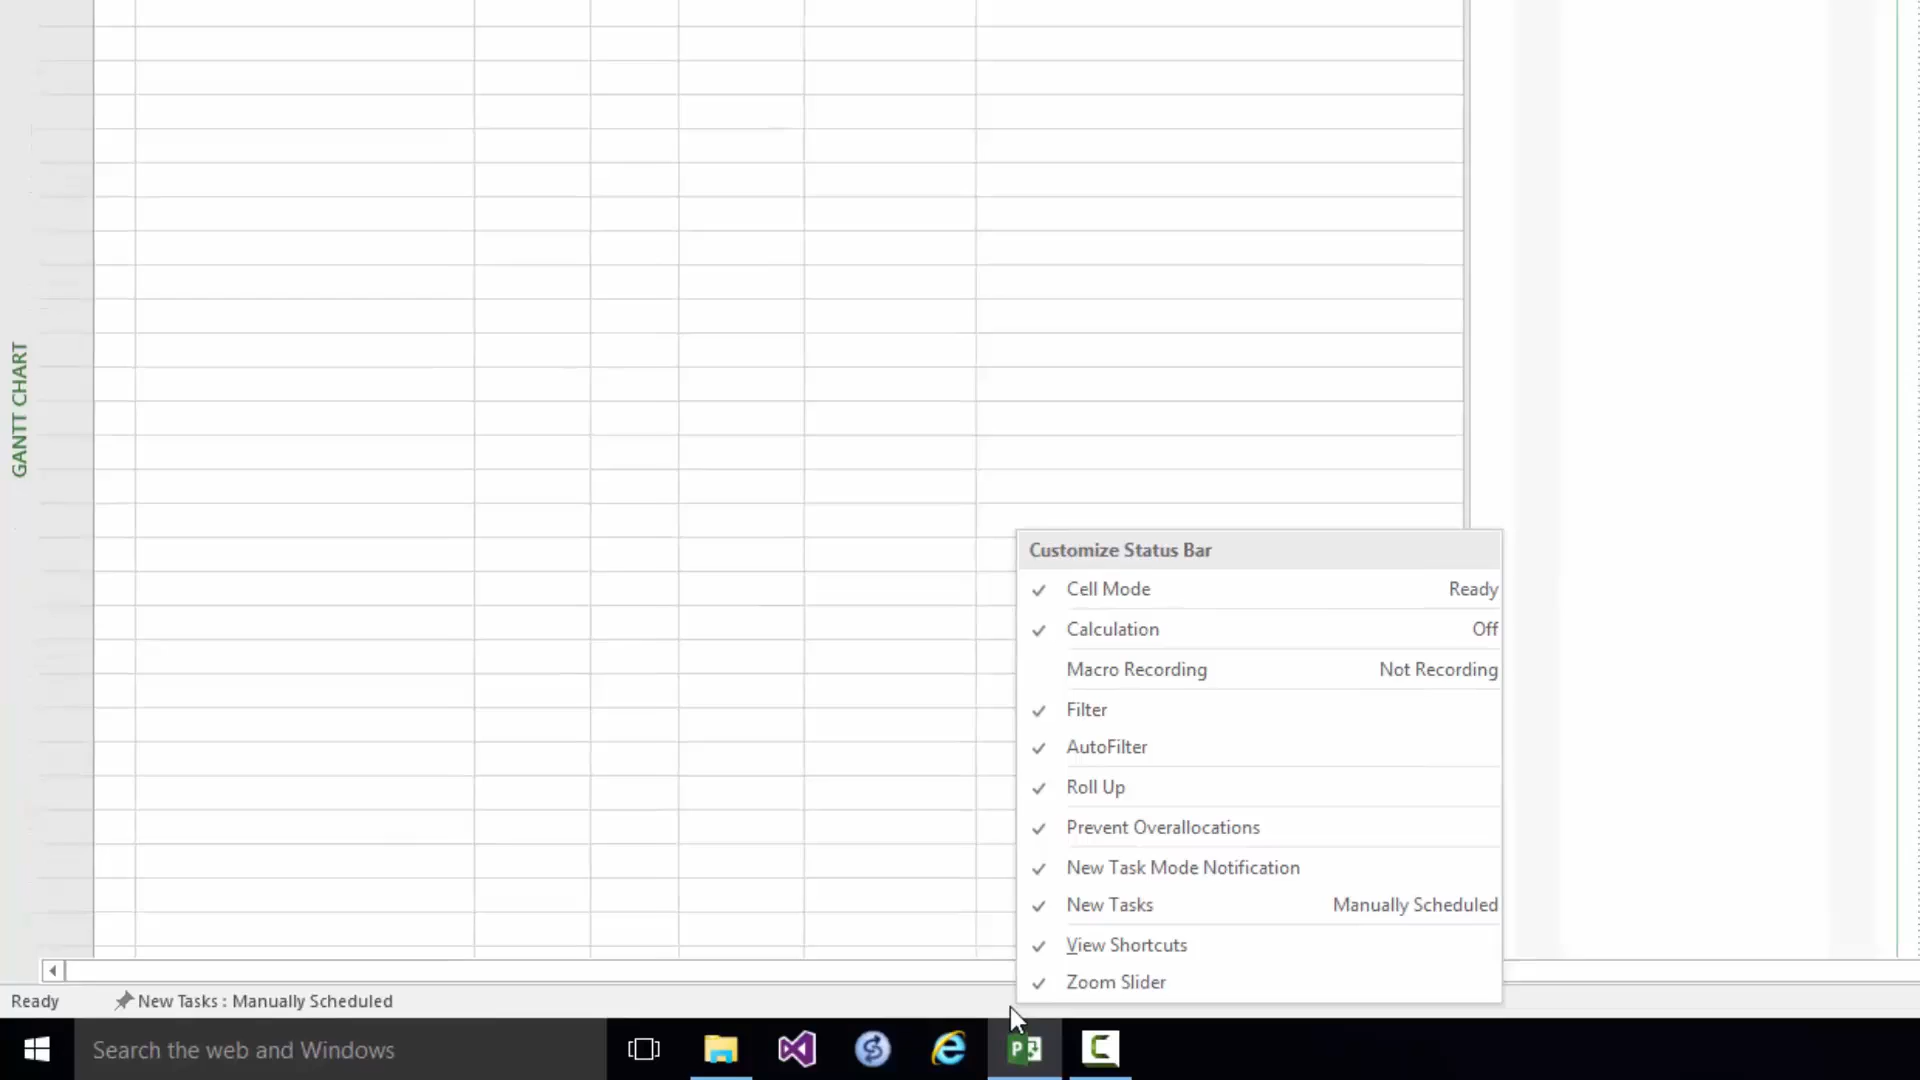 GANTT CHART
Customize Status Bar
Cell Mode Ready
Calculation Off
Macro Recording Not Recording
Filter
AutoFilter
Roll Up
Prevent Overallocations
New Task Mode Notification
New Tasks Manually Scheduled
View Shortcuts
Zoom Slider
Ready New Tasks : Manually Scheduled
Search the web and Windows